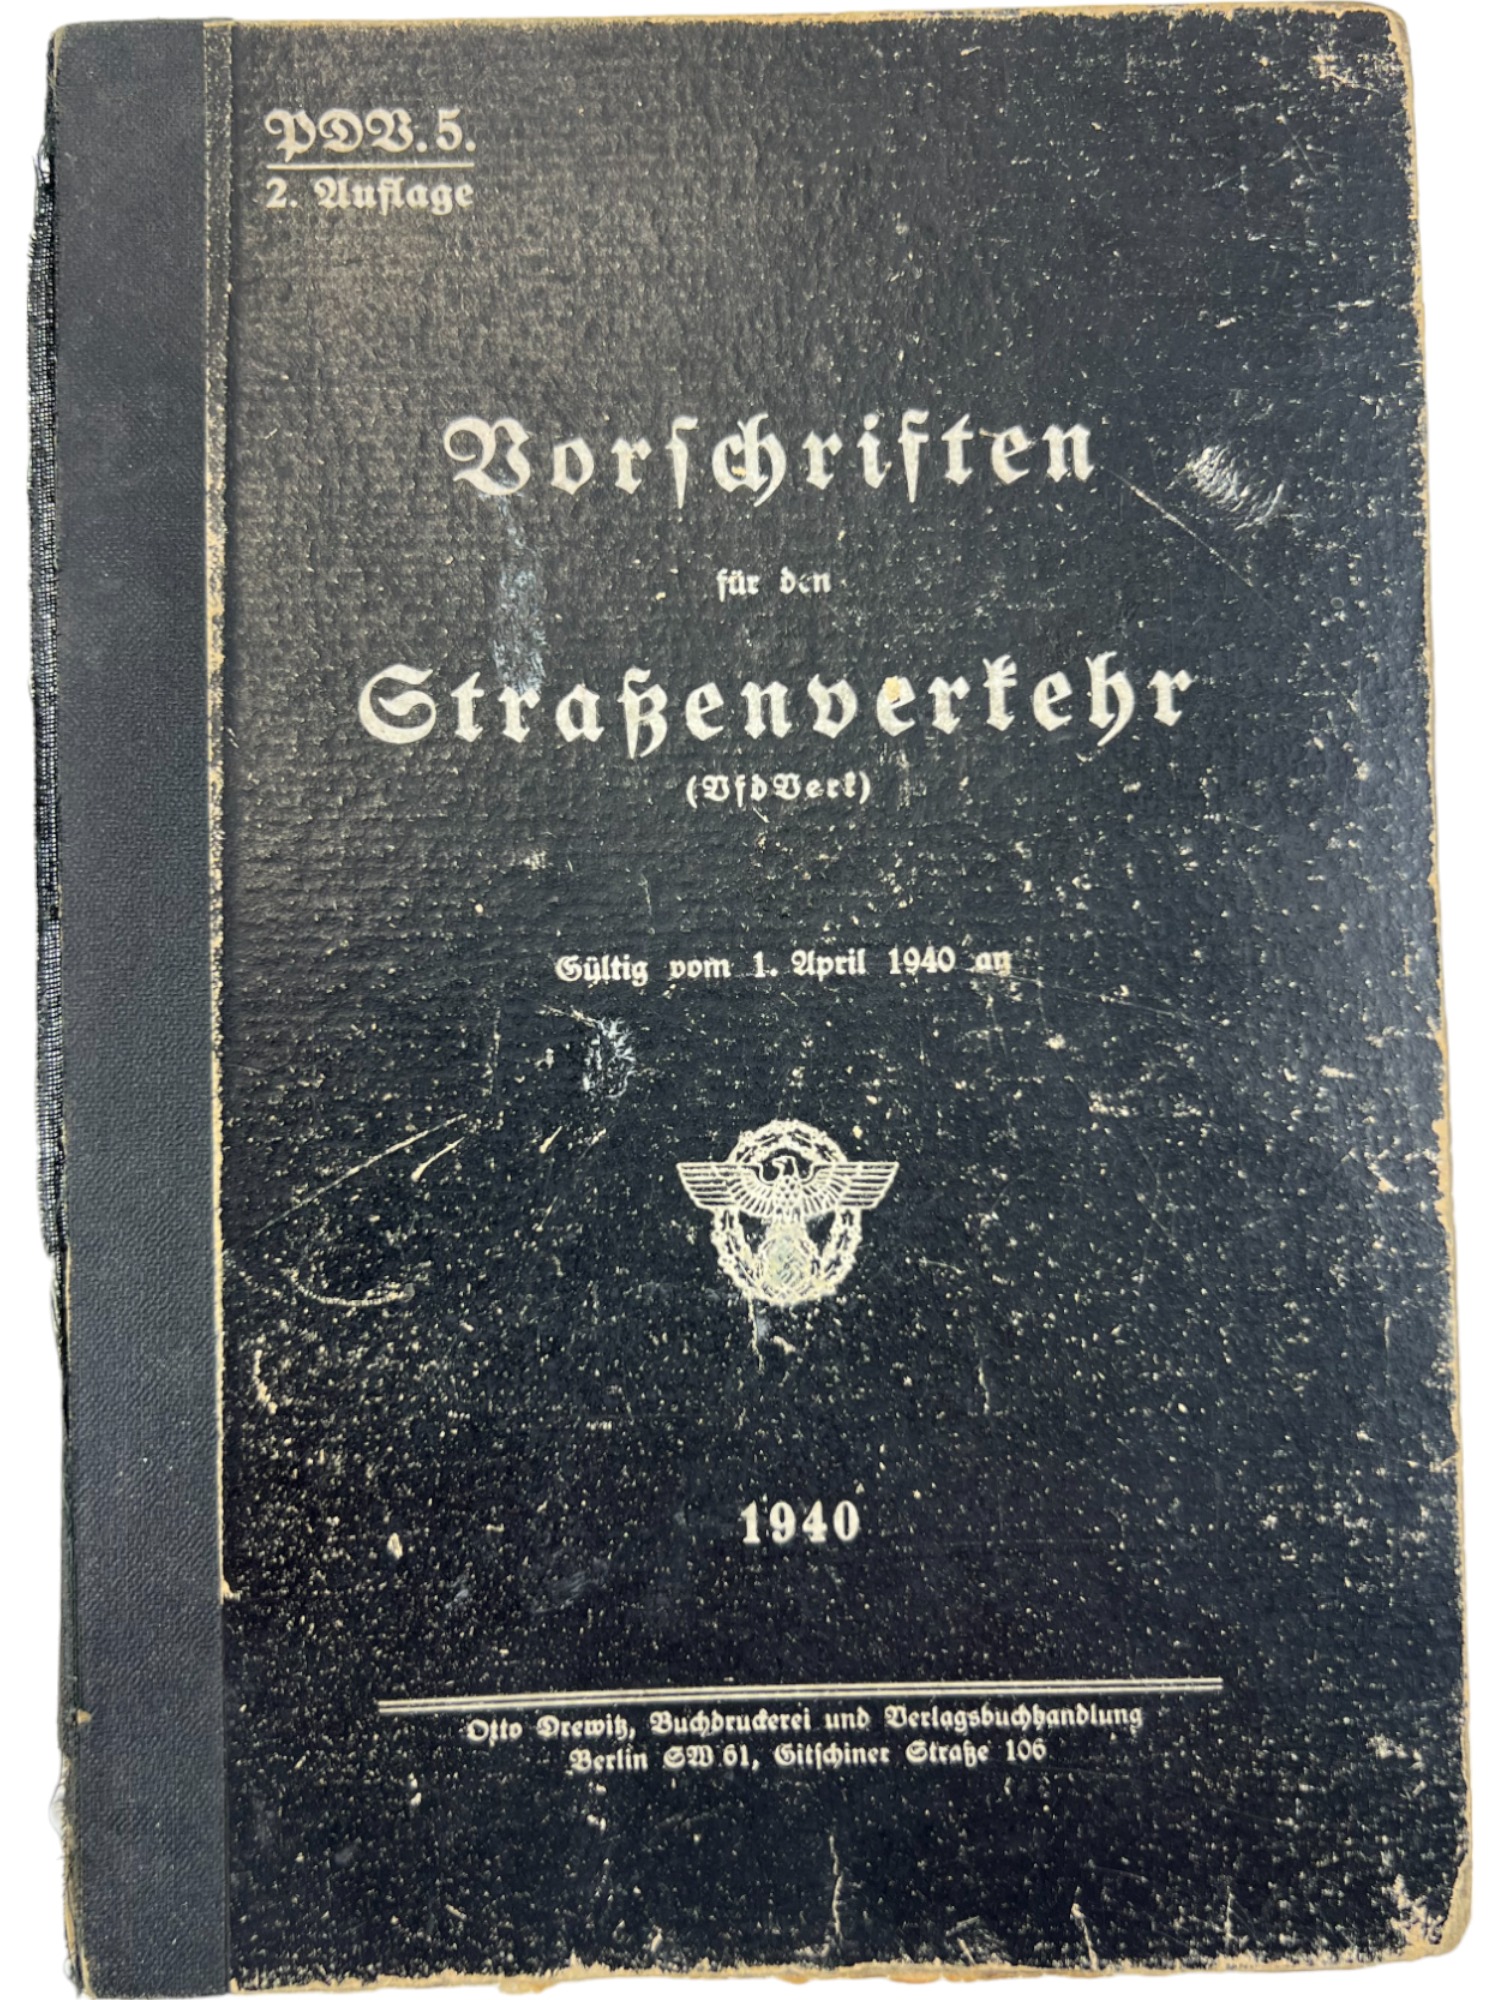 PDV. 5.
2. Auflage
Vorschriften
für den
Straßenverkehr
(VfdVerk)
Gültig vom 1. April 1940 an
1940
Otto Drewitz, Buchdruckerei und Verlagsbuchhandlung
Berlin SW 61, Gitschiner Straße 106